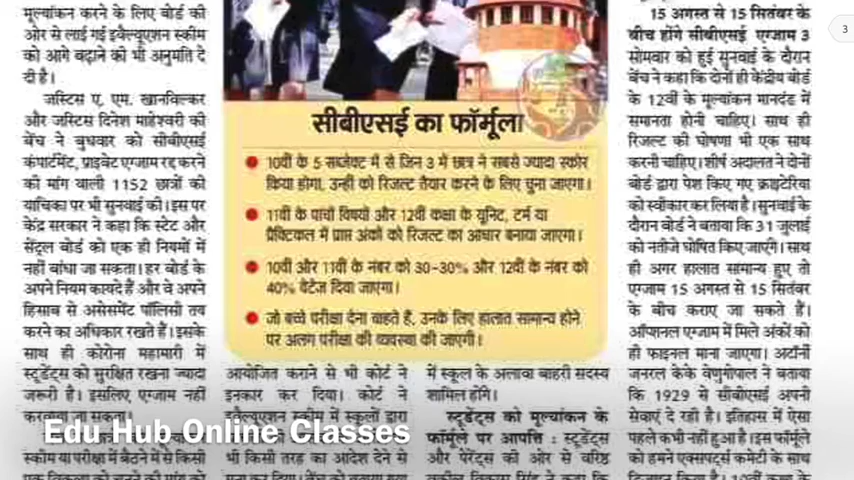 मूल्यांकन करने के लिए बोर्ड की
ओर से लाई गई इवैल्यूएशन स्कीम
को आगे बढ़ाने की भी अनुमति दे
दी है।
जस्टिस ए. एम. खानविल्कर
और जस्टिस दिनेश माहेश्वरी की
बेंच ने बुधवार को सीबीएसई
कंपार्टमेंट, प्राइवेट एग्जाम रद्द करने
की मांग वाली 1152 छात्रों की
याचिका पर भी सुनवाई की। इस पर
केंद्र सरकार ने कहा कि स्टेट और
सेंट्रल बोर्ड को एक ही नियमों में
नहीं बांधा जा सकता। हर बोर्ड के
अपने नियम कायदे हैं और वे अपने
हिसाब से असेसमेंट पॉलिसी तय
करने का अधिकार रखते हैं। इसके
साथ ही कोरोना महामारी में
स्टूडेंट्स को सुरक्षित रखना ज्यादा
जरूरी है। इसलिए एग्जाम नहीं
करवाया जा सकता।
स्कीम या परीक्षा में बैठने में से किसी
सीबीएसई का फॉर्मूला
10वीं के 5 सब्जेक्ट में से जिन 3 में छात्र ने सबसे ज्यादा स्कोर
किया होगा, उन्हीं को रिजल्ट तैयार करने के लिए चुना जाएगा।
11वीं के पांचों विषयों और 12वीं कक्षा के यूनिट, टर्म या
प्रैक्टिकल में प्राप्त अंकों को रिजल्ट का आधार बनाया जाएगा।
10वीं और 11वीं के नंबर को 30-30% और 12वीं के नंबर को
40% वेटेज दिया जाएगा।
जो बच्चे परीक्षा देना चाहते हैं, उनके लिए हालात सामान्य होने
पर अलग परीक्षा की व्यवस्था की जाएगी।
आयोजित कराने से भी कोर्ट ने
इनकार कर दिया। कोर्ट ने
इवैल्यूएशन स्कीम में स्कूलों द्वारा
भी किसी तरह का आदेश देने से
में स्कूल के अलावा बाहरी सदस्य
शामिल होंगे।
स्टूडेंट्स को मूल्यांकन के
फॉर्मूले पर आपत्ति : स्टूडेंट्स
और पेरेंट्स की ओर से वरिष्ठ
वकील विकास सिंह ने कहा कि
15 अगस्त से 15 सितंबर के
बीच होंगे सीबीएसई एग्जाम 3
सोमवार को हुई सुनवाई के दौरान
बेंच ने कहा कि दोनों ही केंद्रीय बोर्ड
के 12वीं के मूल्यांकन मानदंड में
समानता होनी चाहिए। साथ ही
रिजल्ट की घोषणा भी एक साथ
करनी चाहिए। शीर्ष अदालत ने दोनों
बोर्ड द्वारा पेश किए गए क्राइटेरिया
को स्वीकार कर लिया है। सुनवाई के
दौरान बोर्ड ने बताया कि 31 जुलाई
को नतीजे घोषित किए जाएंगे। साथ
ही अगर हालात सामान्य हुए तो
एग्जाम 15 अगस्त से 15 सितंबर
के बीच कराए जा सकते हैं।
ऑप्शनल एग्जाम में मिले अंकों को
ही फाइनल माना जाएगा। अटॉर्नी
जनरल केके वेणुगोपाल ने बताया
कि 1929 से सीबीएसई अपनी
सेवाएं दे रही है। इतिहास में ऐसा
पहले कभी नहीं हुआ है। इस फॉर्मूले
को हमने एक्सपर्ट्स कमेटी के साथ
3
Edu Hub Online Classes